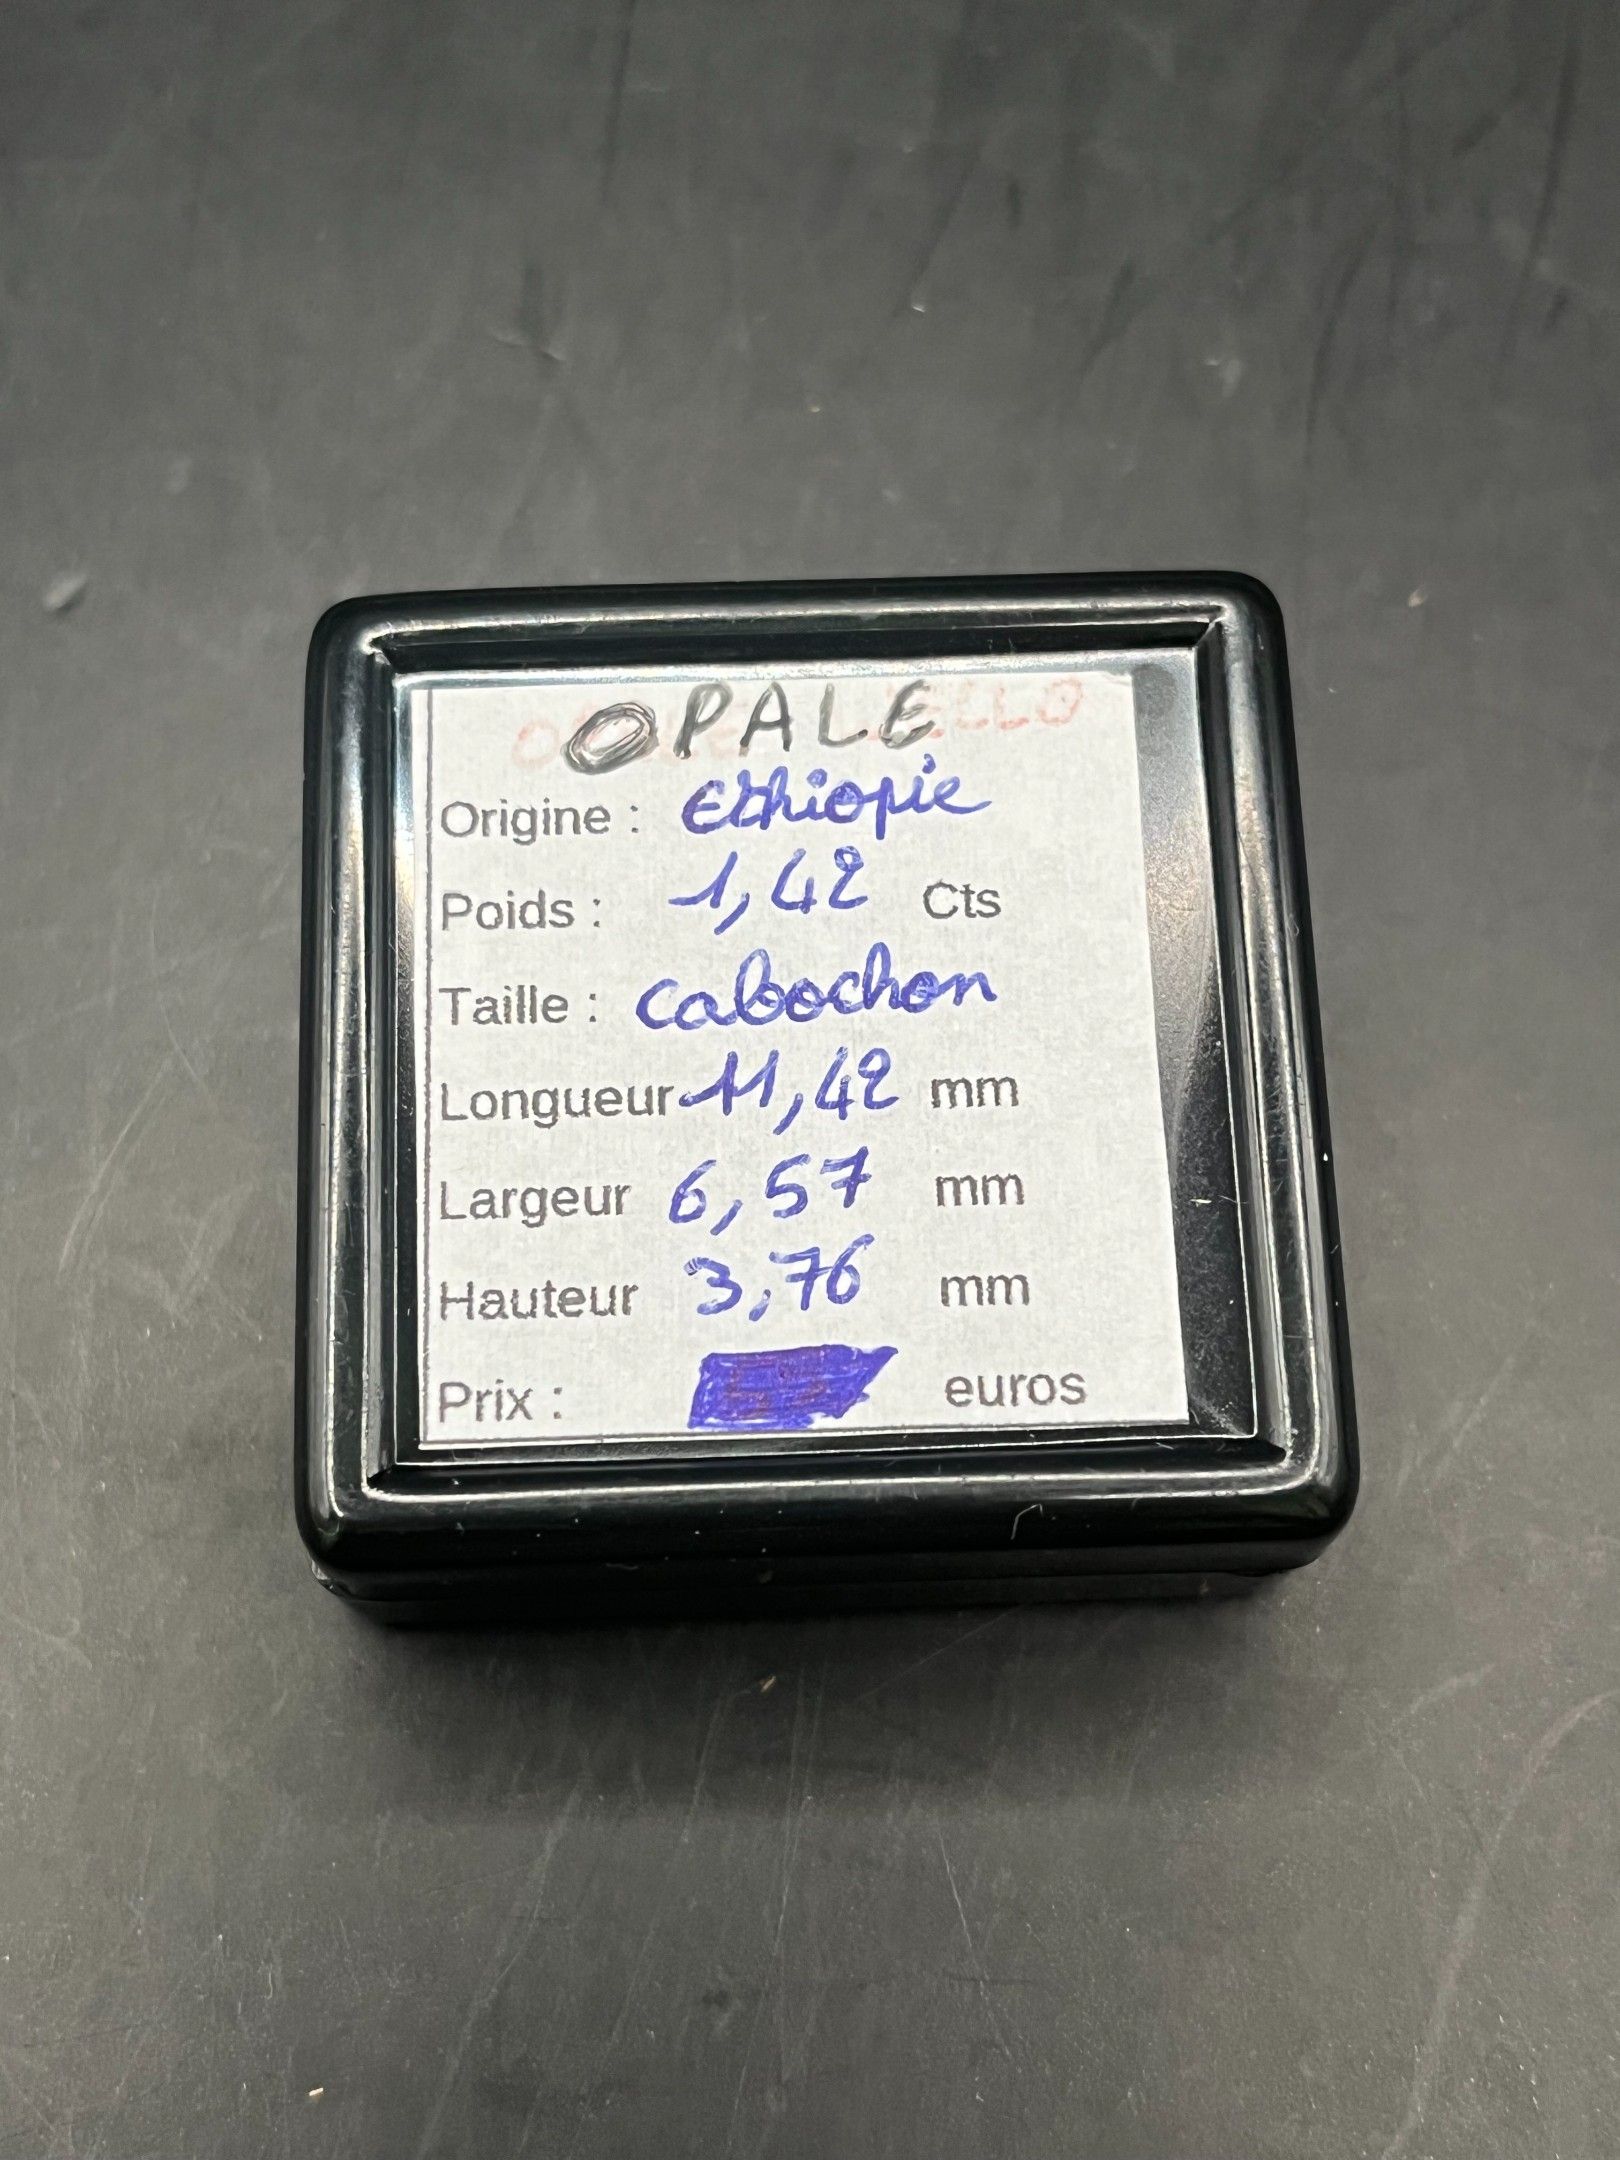 OPALE
Origine : Ethiopie
Poids : 1,42 Cts
Taille : cabochon
Longueur 11,42 mm
Largeur 6,57 mm
Hauteur 3,76 mm
Prix : euros